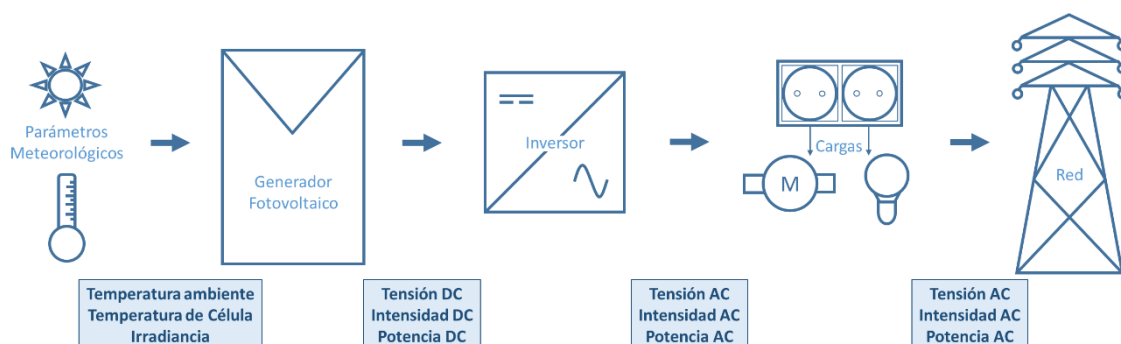 Parámetros
Meteorológicos
Generador
Fotovoltaico
Inversor
Cargas
M
Red
Temperatura ambiente
Temperatura de Célula
Irradiancia
Tensión DC
Intensidad DC
Potencia DC
Tensión AC
Intensidad AC
Potencia AC
Tensión AC
Intensidad AC
Potencia AC